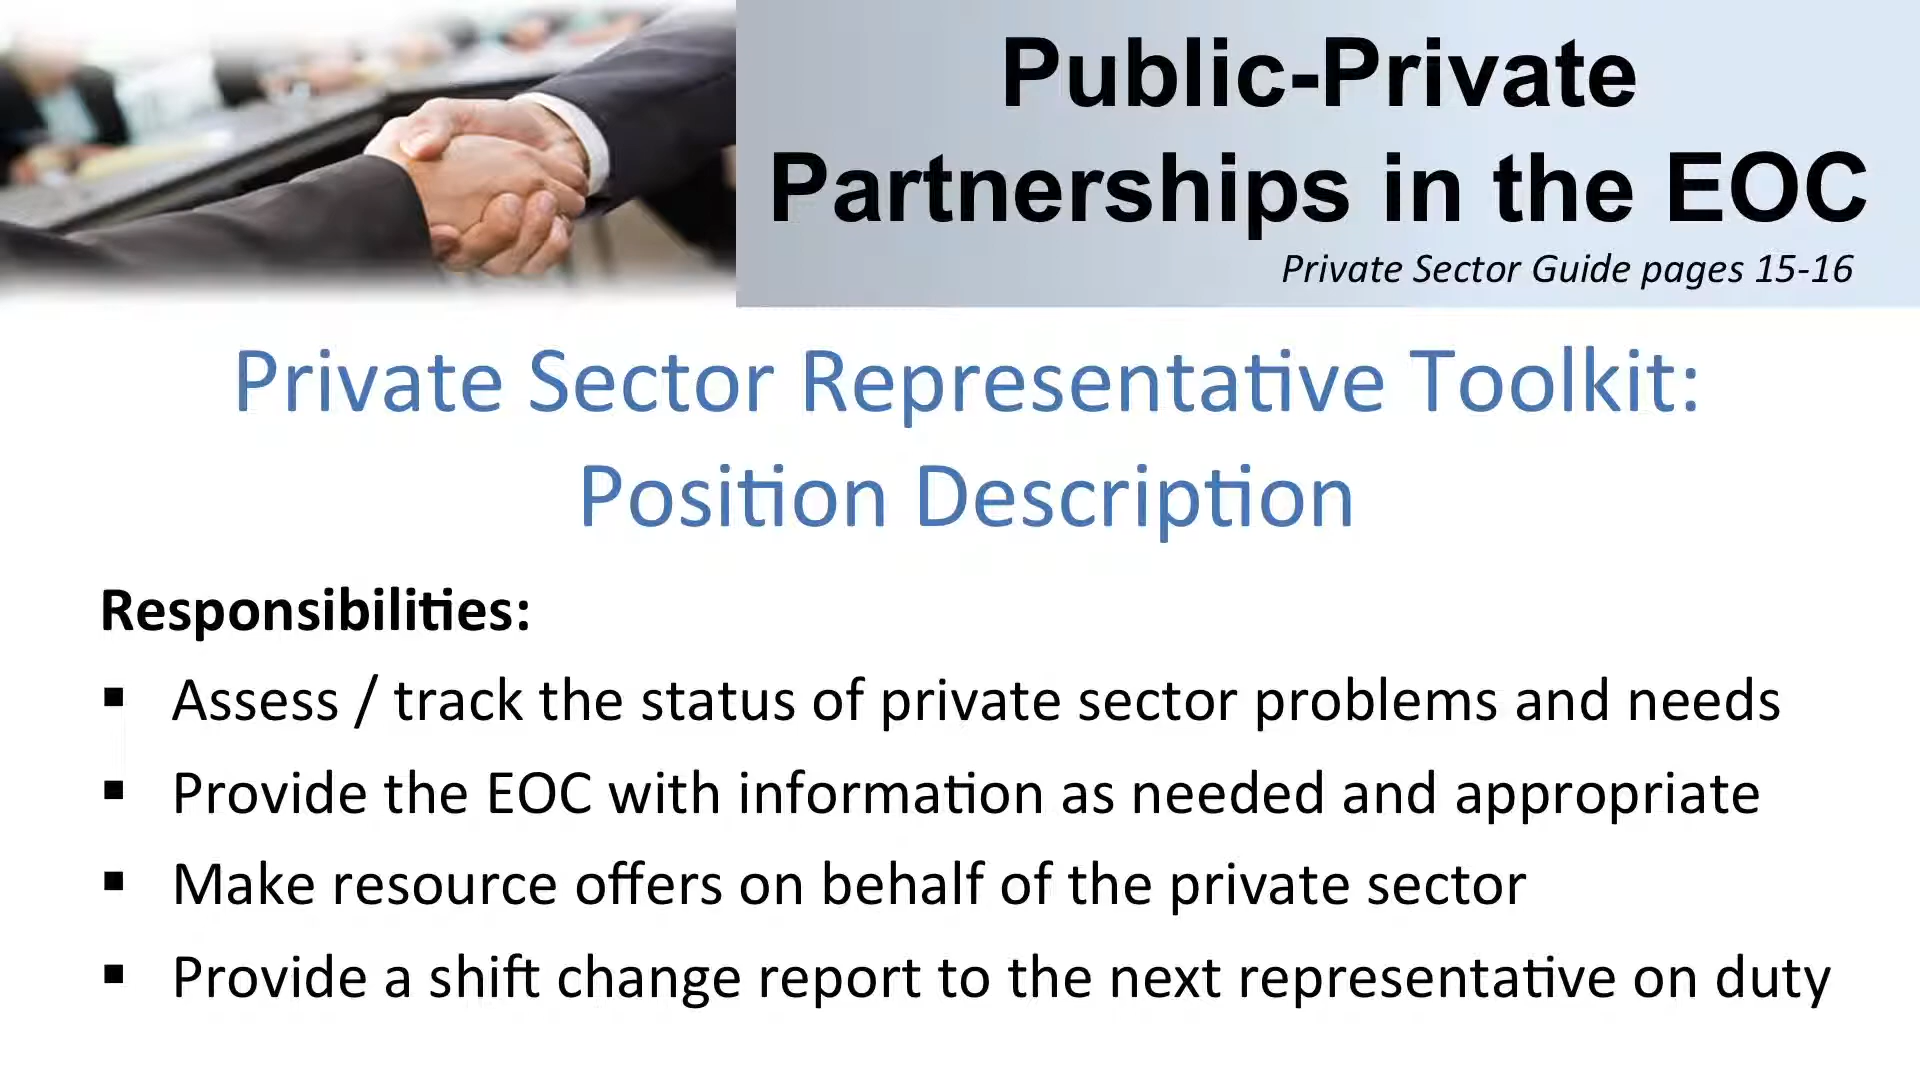 Public-Private
Partnerships in the EOC
Private Sector Guide pages 15-16
Private Sector Representative Toolkit:
Position Description
Responsibilities:
▪ Assess / track the status of private sector problems and needs
▪ Provide the EOC with information as needed and appropriate
▪ Make resource offers on behalf of the private sector
▪ Provide a shift change report to the next representative on duty